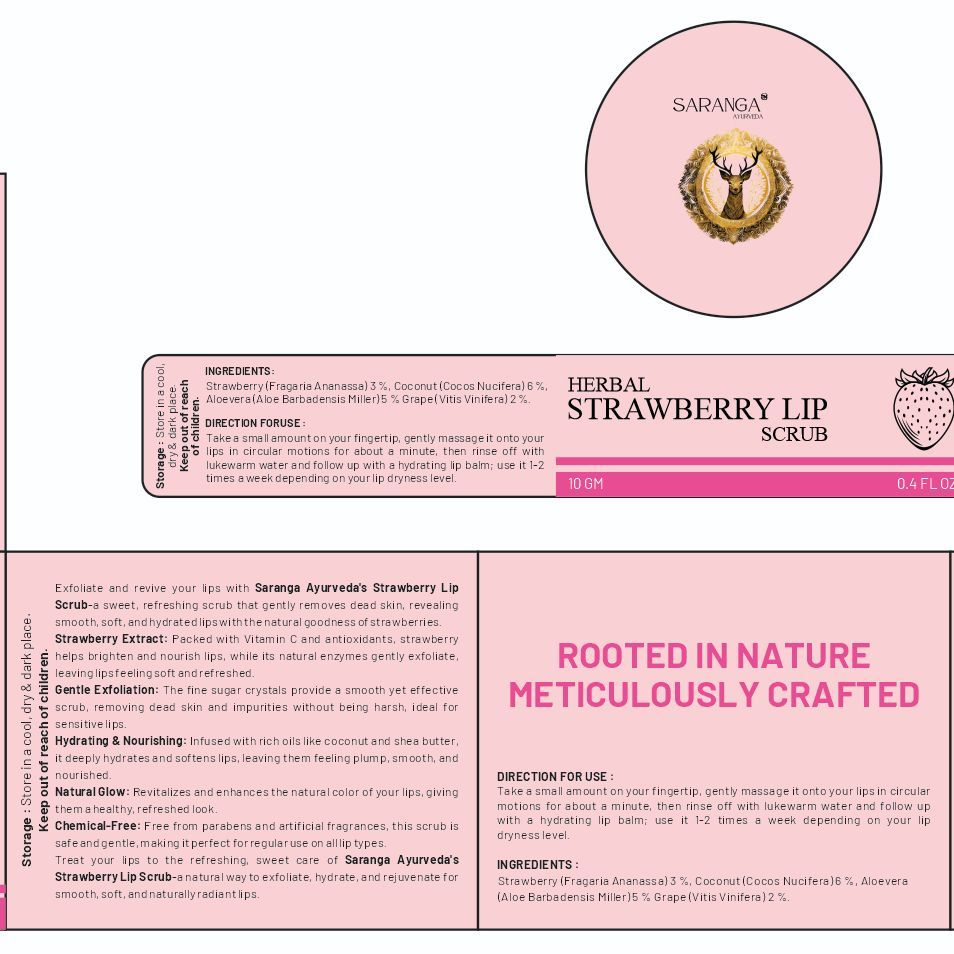 SARANGA
AYURVEDA
Storage : Store in a cool,
dry & dark place.
Keep out of reach
of children.
INGREDIENTS:
Strawberry (Fragaria Ananassa) 3 %, Coconut (Cocos Nucifera) 6 %,
Aloevera (Aloe Barbadensis Miller) 5 % Grape (Vitis Vinifera) 2 %.
DIRECTION FORUSE :
Take a small amount on your fingertip, gently massage it onto your
lips in circular motions for about a minute, then rinse off with
lukewarm water and follow up with a hydrating lip balm; use it 1-2
times a week depending on your lip dryness level.
HERBAL
STRAWBERRY LIP
SCRUB
10 GM
0.4 FL OZ
Storage : Store in a cool, dry & dark place.
Keep out of reach of children.
Exfoliate and revive your lips with Saranga Ayurveda's Strawberry Lip
Scrub-a sweet, refreshing scrub that gently removes dead skin, revealing
smooth, soft, and hydrated lips with the natural goodness of strawberries.
Strawberry Extract: Packed with Vitamin C and antioxidants, strawberry
helps brighten and nourish lips, while its natural enzymes gently exfoliate,
leaving lips feeling soft and refreshed.
Gentle Exfoliation: The fine sugar crystals provide a smooth yet effective
scrub, removing dead skin and impurities without being harsh, ideal for
sensitive lips.
Hydrating & Nourishing: Infused with rich oils like coconut and shea butter,
it deeply hydrates and softens lips, leaving them feeling plump, smooth, and
nourished.
Natural Glow: Revitalizes and enhances the natural color of your lips, giving
them a healthy, refreshed look.
Chemical-Free: Free from parabens and artificial fragrances, this scrub is
safe and gentle, making it perfect for regular use on all lip types.
Treat your lips to the refreshing, sweet care of Saranga Ayurveda's
Strawberry Lip Scrub-a natural way to exfoliate, hydrate, and rejuvenate for
smooth, soft, and naturally radiant lips.
ROOTED IN NATURE
METICULOUSLY CRAFTED
DIRECTION FOR USE :
Take a small amount on your fingertip, gently massage it onto your lips in circular
motions for about a minute, then rinse off with lukewarm water and follow up
with a hydrating lip balm; use it 1-2 times a week depending on your lip
dryness level.
INGREDIENTS :
Strawberry (Fragaria Ananassa) 3 %, Coconut (Cocos Nucifera) 6 %, Aloevera
(Aloe Barbadensis Miller) 5 % Grape (Vitis Vinifera) 2 %.